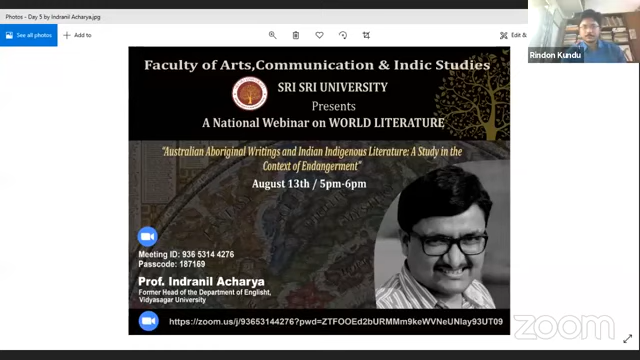 Photos - Day 5 by Indranil Acharya.jpg
See all photos
Add to
Edit &
Rindon Kundu
Faculty of Arts,Communication & Indic Studies
SRI SRI UNIVERSITY
Presents
A National Webinar on WORLD LITERATURE
"Australian Aboriginal Writings and Indian Indigenous Literature: A Study in the
Context of Endangerment"
August 13th / 5pm-6pm
Meeting ID: 936 5314 4276
Passcode: 187169
Prof. Indranil Acharya
Former Head of the Department of English,
Vidyasagar University
https://zoom.us/j/93653144276?pwd=ZTFOOEd2bURMMm9keWVNeUNlay93UT09
zoom